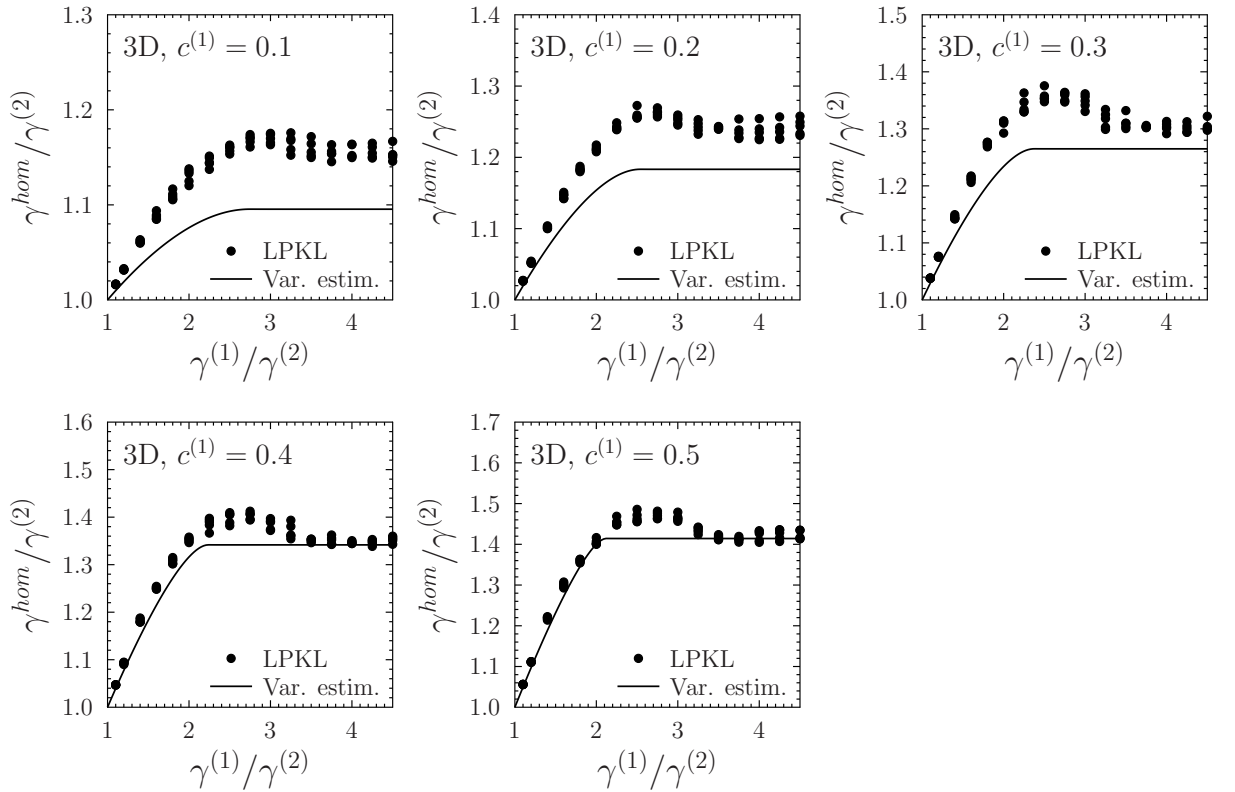 1.3
1.2
1.1
1.0
γ^{hom}/γ^{(2)}
3D, c^{(1)} = 0.1
LPKL
Var. estim.
1 2 3 4
γ^{(1)}/γ^{(2)}
1.4
1.3
1.2
1.1
1.0
γ^{hom}/γ^{(2)}
3D, c^{(1)} = 0.2
LPKL
Var. estim.
1 2 3 4
γ^{(1)}/γ^{(2)}
1.5
1.4
1.3
1.2
1.1
1.0
γ^{hom}/γ^{(2)}
3D, c^{(1)} = 0.3
LPKL
Var. estim.
1 2 3 4
γ^{(1)}/γ^{(2)}
1.6
1.5
1.4
1.3
1.2
1.1
1.0
γ^{hom}/γ^{(2)}
3D, c^{(1)} = 0.4
LPKL
Var. estim.
1 2 3 4
γ^{(1)}/γ^{(2)}
1.7
1.6
1.5
1.4
1.3
1.2
1.1
1.0
γ^{hom}/γ^{(2)}
3D, c^{(1)} = 0.5
LPKL
Var. estim.
1 2 3 4
γ^{(1)}/γ^{(2)}